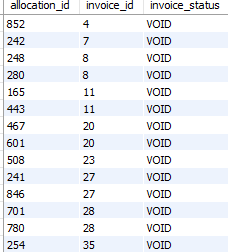 allocation_id invoice_id invoice_status
852 4 VOID
242 7 VOID
248 8 VOID
280 8 VOID
165 11 VOID
443 11 VOID
467 20 VOID
601 20 VOID
508 23 VOID
241 27 VOID
846 27 VOID
701 28 VOID
780 28 VOID
254 35 VOID